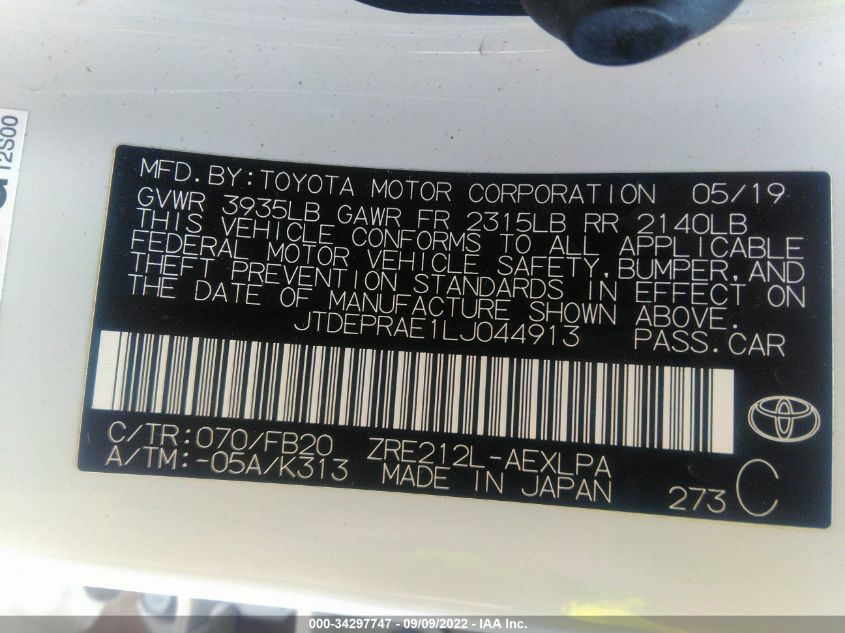 12S00
MFD.BY:TOYOTA MOTOR CORPORATION 05/19
GVWR 3935LB GAWR FR 2315LB RR 2140LB
THIS VEHICLE CONFORMS TO ALL APPLICABLE
FEDERAL MOTOR VEHICLE SAFETY,BUMPER,AND
THEFT PREVENTION STANDARDS IN EFFECT ON
THE DATE OF MANUFACTURE SHOWN ABOVE.
JTDEPRAE1LJ044913 PASS.CAR
C/TR:070/FB20 ZRE212L-AEXLPA
A/TM:-05A/K313 MADE IN JAPAN 273 C
000-34297747 - 09/09/2022 - IAA Inc.